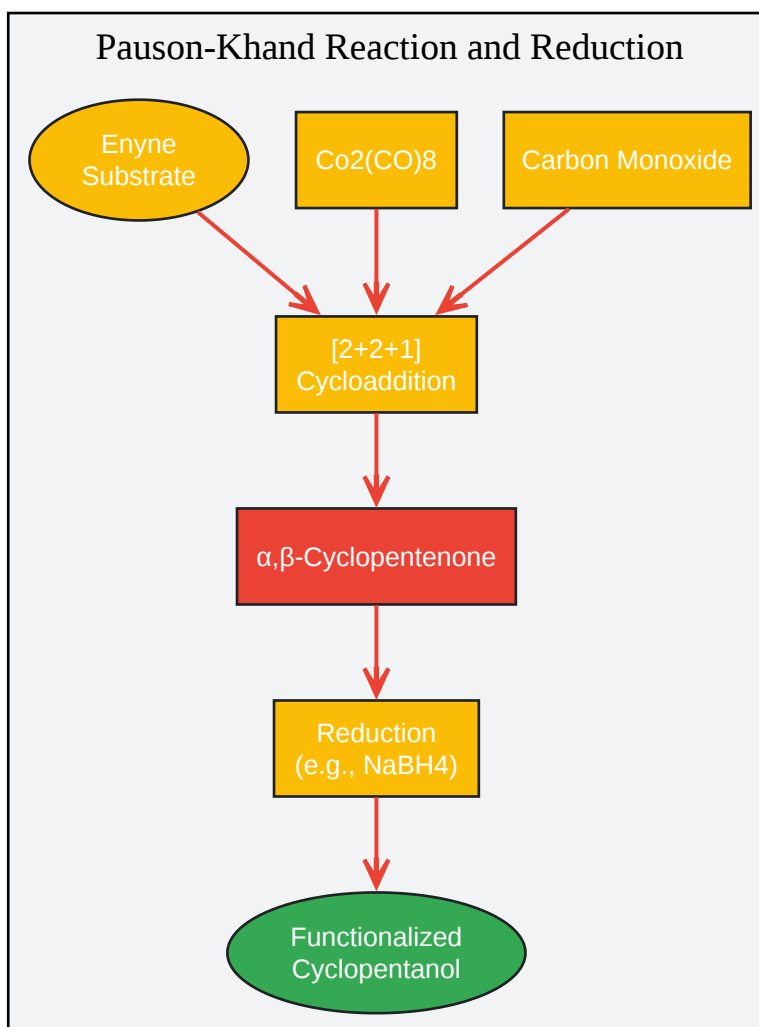 Pauson-Khand Reaction and Reduction
Enyne
Substrate
Co2(CO)8
Carbon Monoxide
[2+2+1]
Cycloaddition
α,β-Cyclopentenone
Reduction
(e.g., NaBH4)
Functionalized
Cyclopentanol